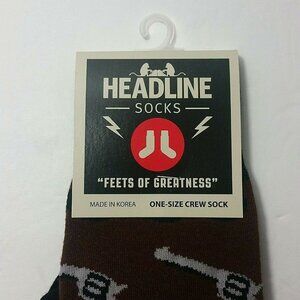 HEADLINE
SOCKS
"FEETS OF GREATNESS"
MADE IN KOREA ONE-SIZE CREW SOCK